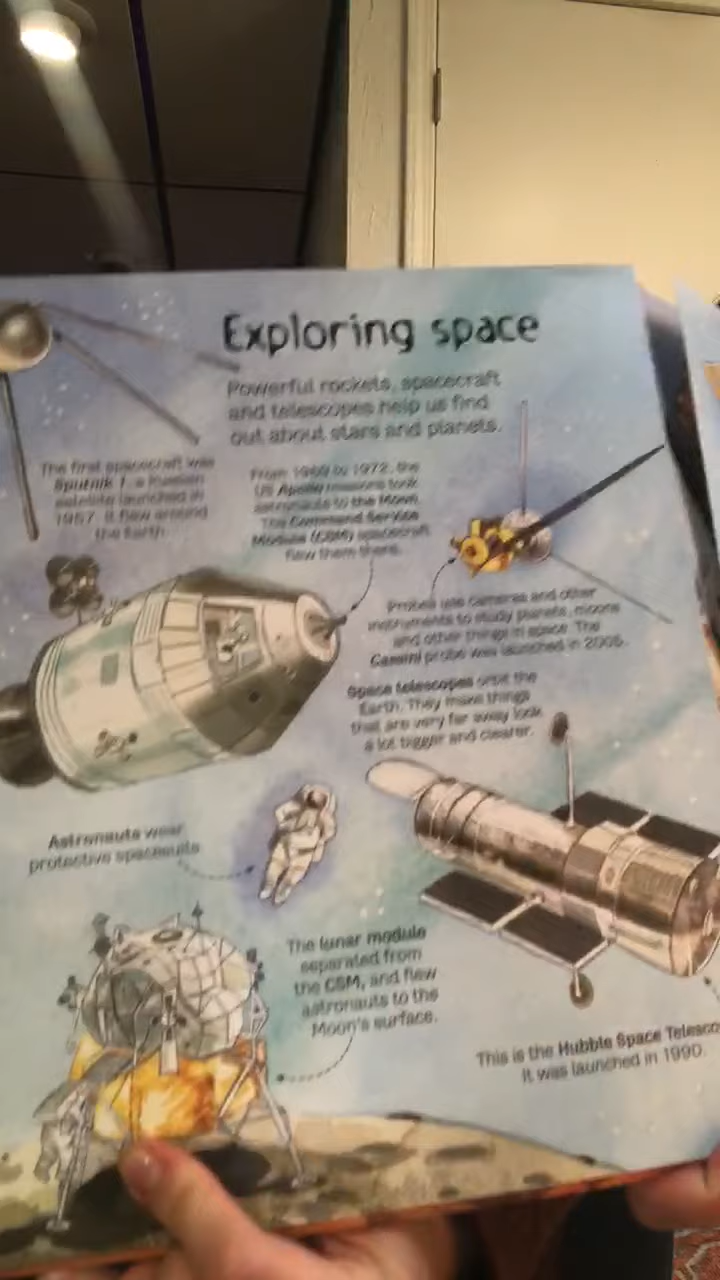 Exploring space
Powerful rockets, spacecraft
and telescopes help us find
out about stars and planets.
The first spacecraft was
Sputnik 1, a Russian
satellite launched in
1957. It flew around
the Earth.
From 1969 to 1972, the
US Apollo missions took
astronauts to the Moon.
The Command Service
Module (CSM) spacecraft
flew them there.
Probes use cameras and other
instruments to study planets, moons
and other things in space. The
Cassini probe was launched in
Space telescopes orbit the
Earth. They make things
that are very far away look
a lot bigger and clearer.
Astronauts wear
protective spacesuits
The lunar module
separated from
the CSM, and flew
astronauts to the
Moon's surface.
This is the Hubble Space Telesco
It was launched in 1990.